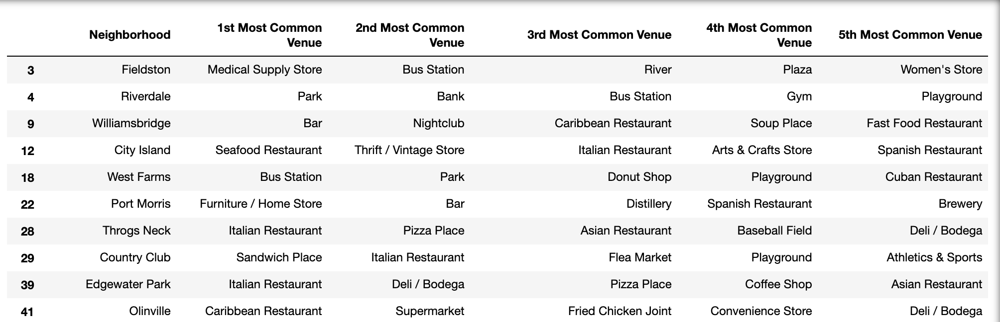 Neighborhood 1st Most Common Venue 2nd Most Common Venue 3rd Most Common Venue 4th Most Common Venue 5th Most Common Venue
3 Fieldston Medical Supply Store Bus Station River Plaza Women's Store
4 Riverdale Park Bank Bus Station Gym Playground
9 Williamsbridge Bar Nightclub Caribbean Restaurant Soup Place Fast Food Restaurant
12 City Island Seafood Restaurant Thrift / Vintage Store Italian Restaurant Arts & Crafts Store Spanish Restaurant
18 West Farms Bus Station Park Donut Shop Playground Cuban Restaurant
22 Port Morris Furniture / Home Store Bar Distillery Spanish Restaurant Brewery
28 Throgs Neck Italian Restaurant Pizza Place Asian Restaurant Baseball Field Deli / Bodega
29 Country Club Sandwich Place Italian Restaurant Flea Market Playground Athletics & Sports
39 Edgewater Park Italian Restaurant Deli / Bodega Pizza Place Coffee Shop Asian Restaurant
41 Olinville Caribbean Restaurant Supermarket Fried Chicken Joint Convenience Store Deli / Bodega